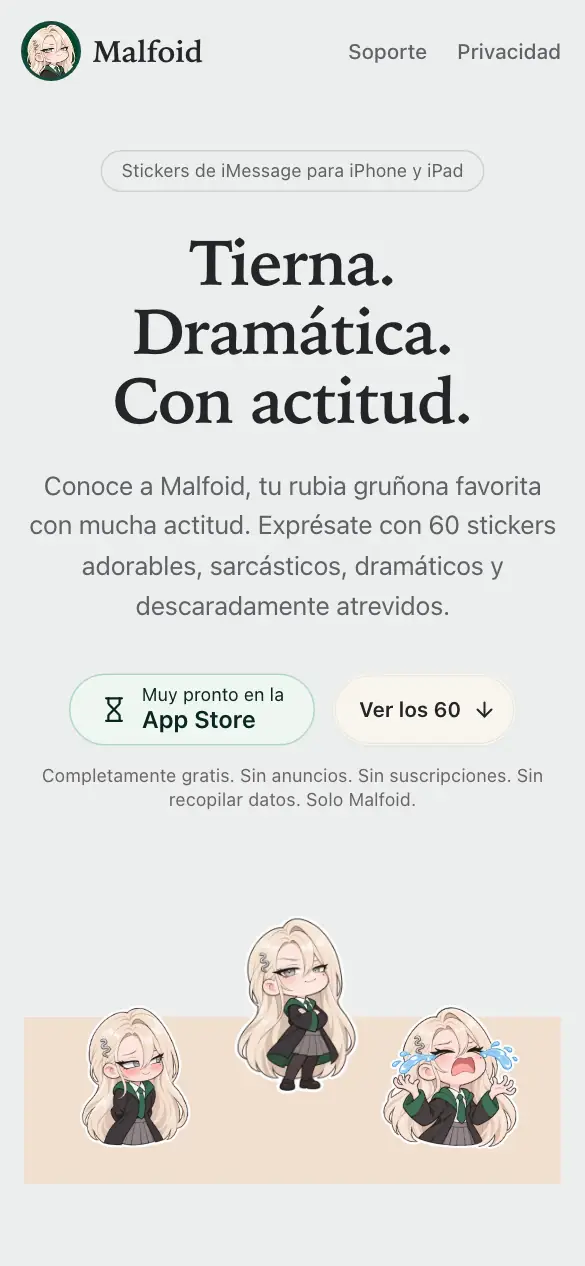 Malfoid
Soporte
Privacidad
Stickers de iMessage para iPhone y iPad
Tierna.
Dramática.
Con actitud.
Conoce a Malfoid, tu rubia gruñona favorita
con mucha actitud. Exprésate con 60 stickers
adorables, sarcásticos, dramáticos y
descaradamente atrevidos.
Muy pronto en la
App Store
Ver los 60 ↓
Completamente gratis. Sin anuncios. Sin suscripciones. Sin
recopilar datos. Solo Malfoid.